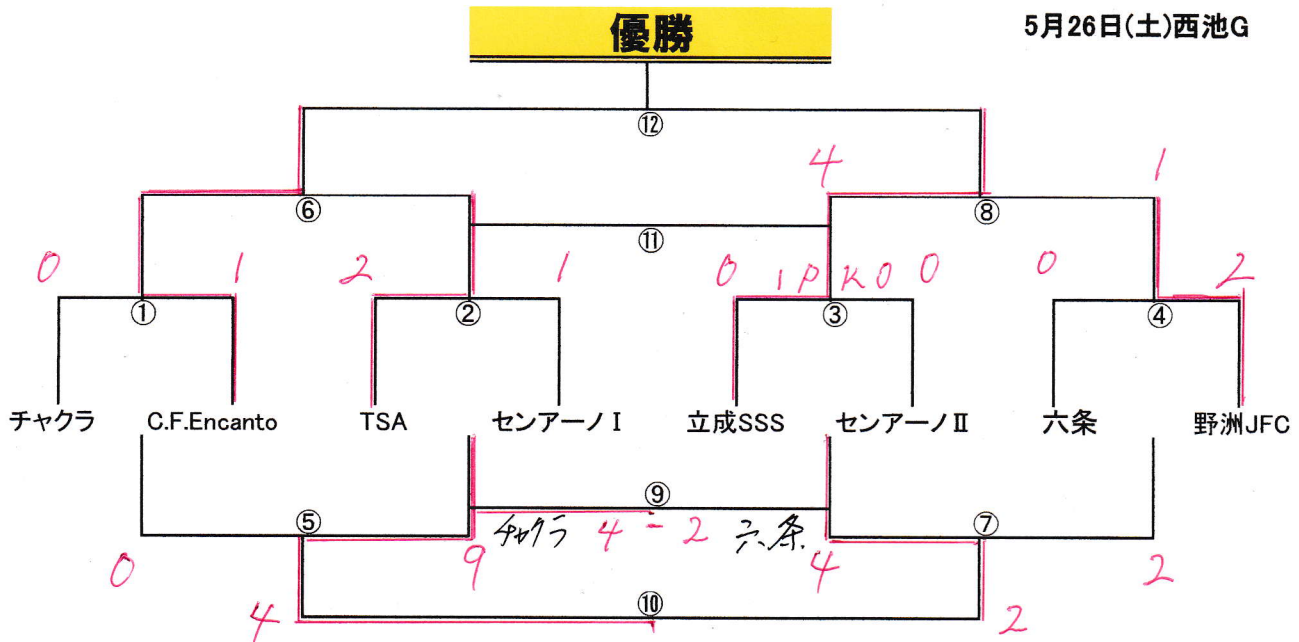 優勝
5月26日(土)西池G
⑫
4 1
⑥ ⑧
⑪
0 1 2 1 0 1PK0 0 0 2
① ② ③ ④
チャクラ C.F.Encanto TSA センアーノⅠ 立成SSS センアーノⅡ 六条 野洲JFC
⑨
⑤ チャクラ 4-2 六条 ⑦
0 9 4 2
4 ⑩ 2